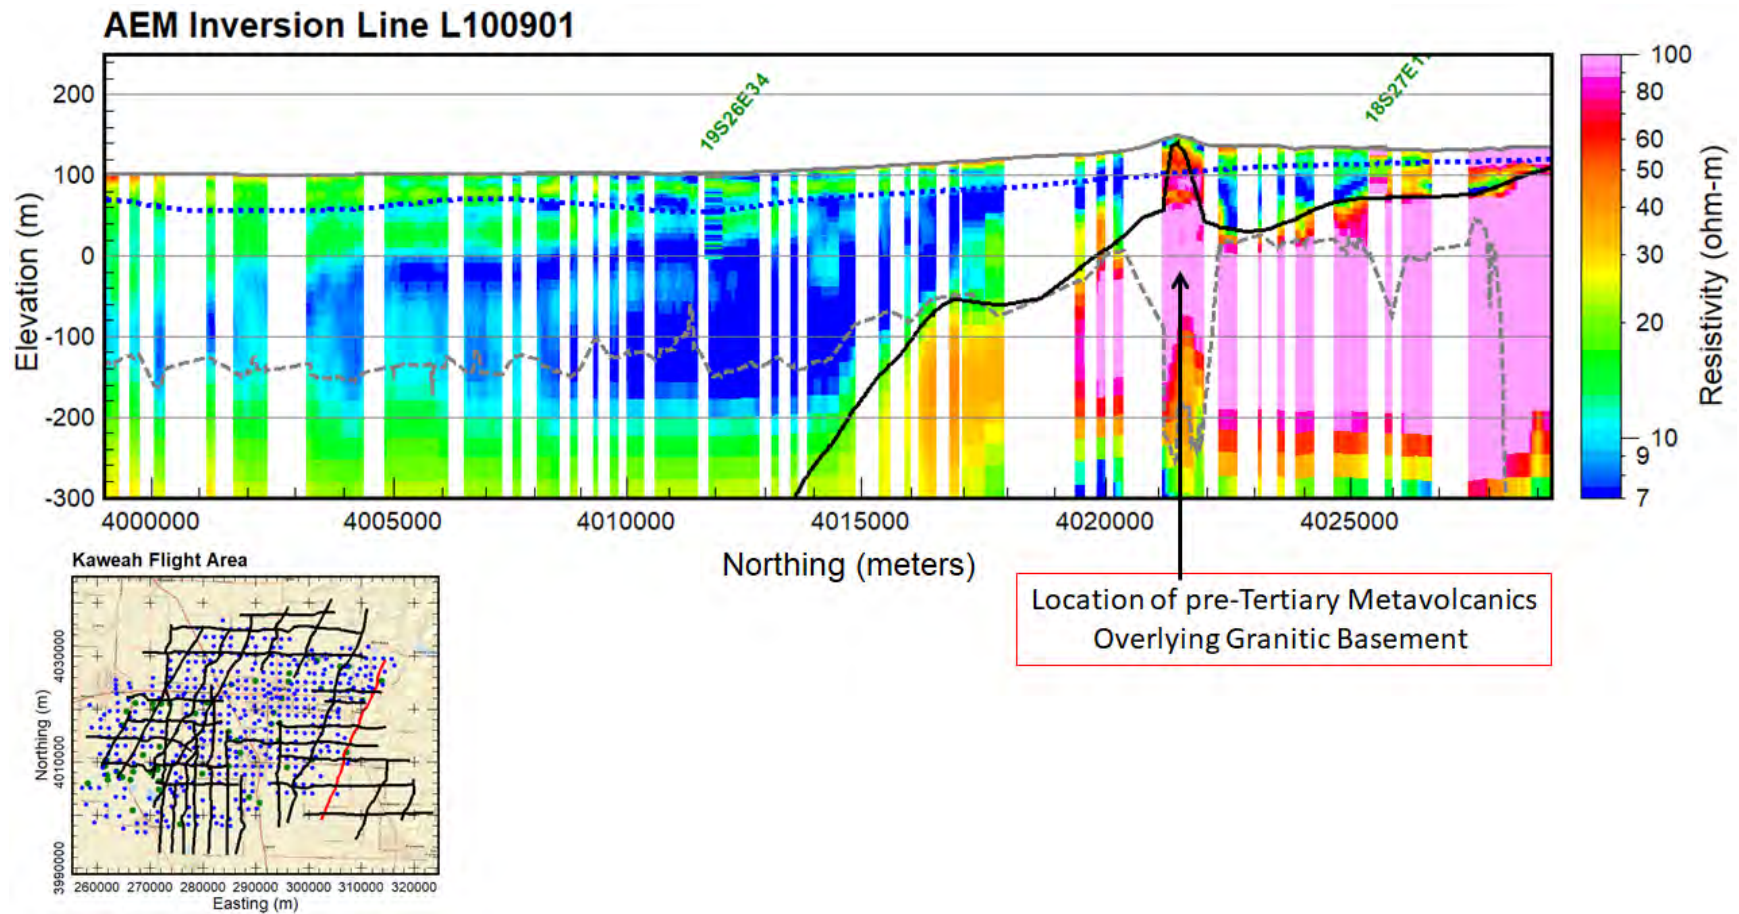 AEM Inversion Line L100901
200
100
0
-100
-200
-300
Elevation (m)
19S26E34
4000000 4005000 4010000 4015000 4020000 4025000
Northing (meters)
100
80
60
50
40
30
20
10
9
8
7
Resistivity (ohm-m)
Location of pre-Tertiary Metavolcanics
Overlying Granitic Basement
Kaweah Flight Area
4030000
4010000
3990000
Northing (m)
260000 270000 280000 290000 300000 310000 320000
Easting (m)